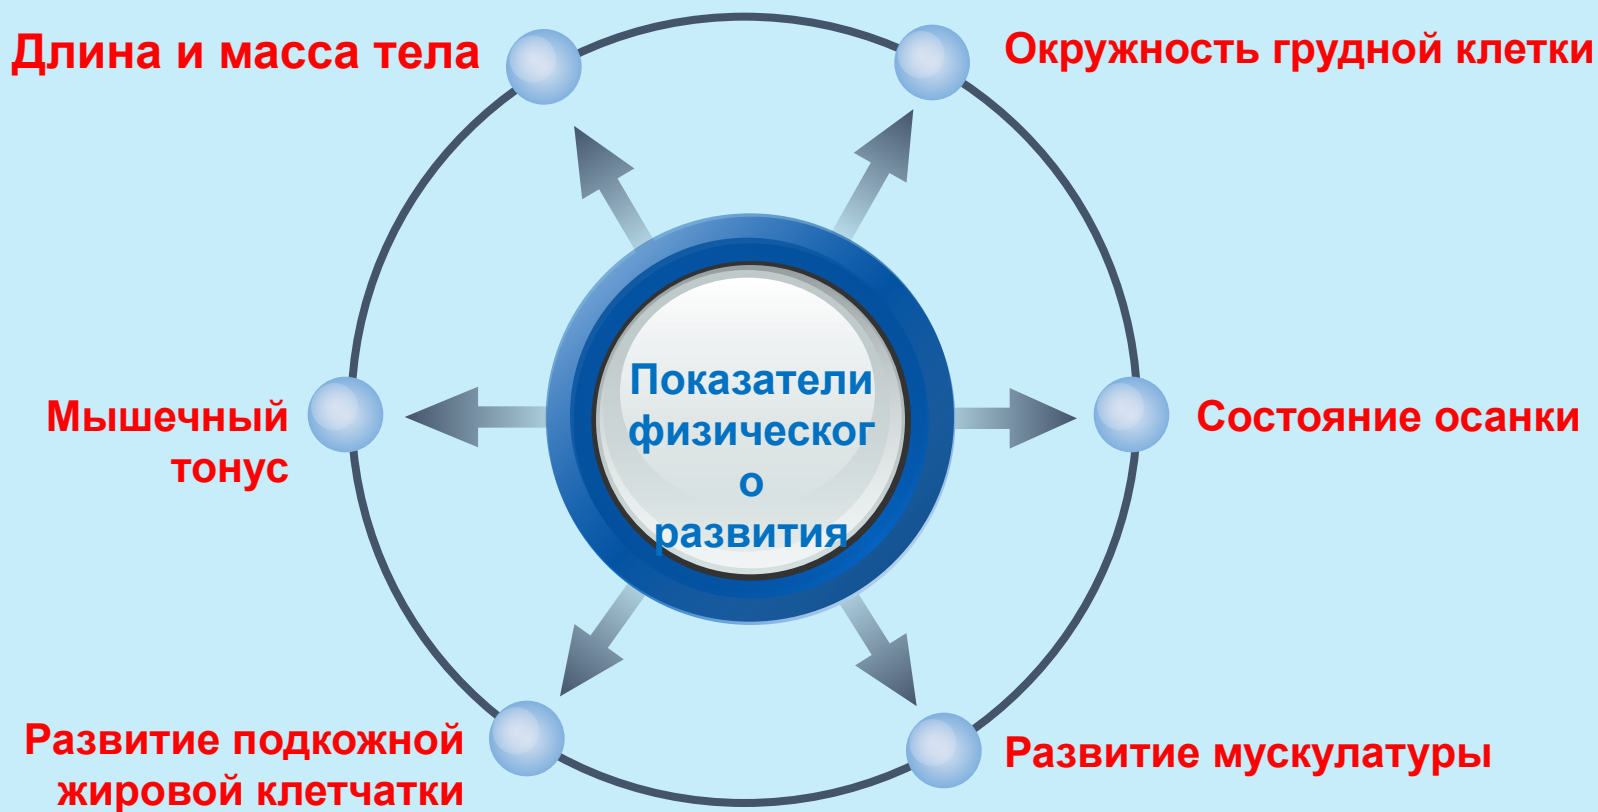 Длина и масса тела
Окружность грудной клетки
Показатели
физическог
о
развития
Мышечный
тонус
Состояние осанки
Развитие подкожной
жировой клетчатки
Развитие мускулатуры